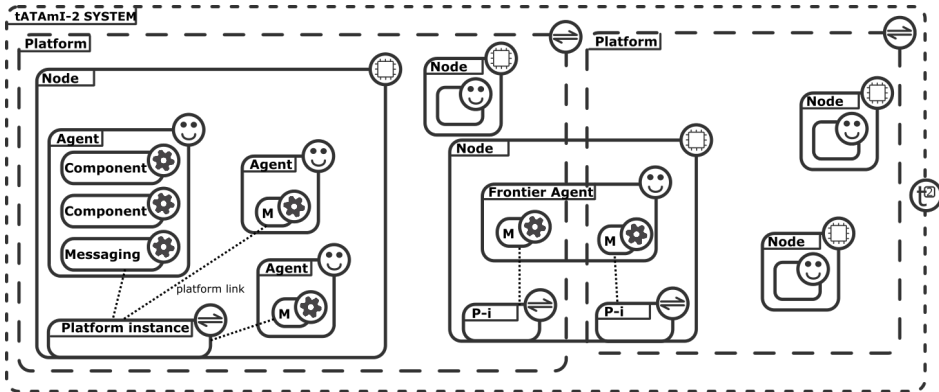 tATAmI-2 SYSTEM
Platform
Platform
Node
Node
Node
Node
Agent
Component
Component
Messaging
Agent
M
Frontier Agent
M
M
Node
Agent
M
platform link
Platform instance
P-i
P-i
t2